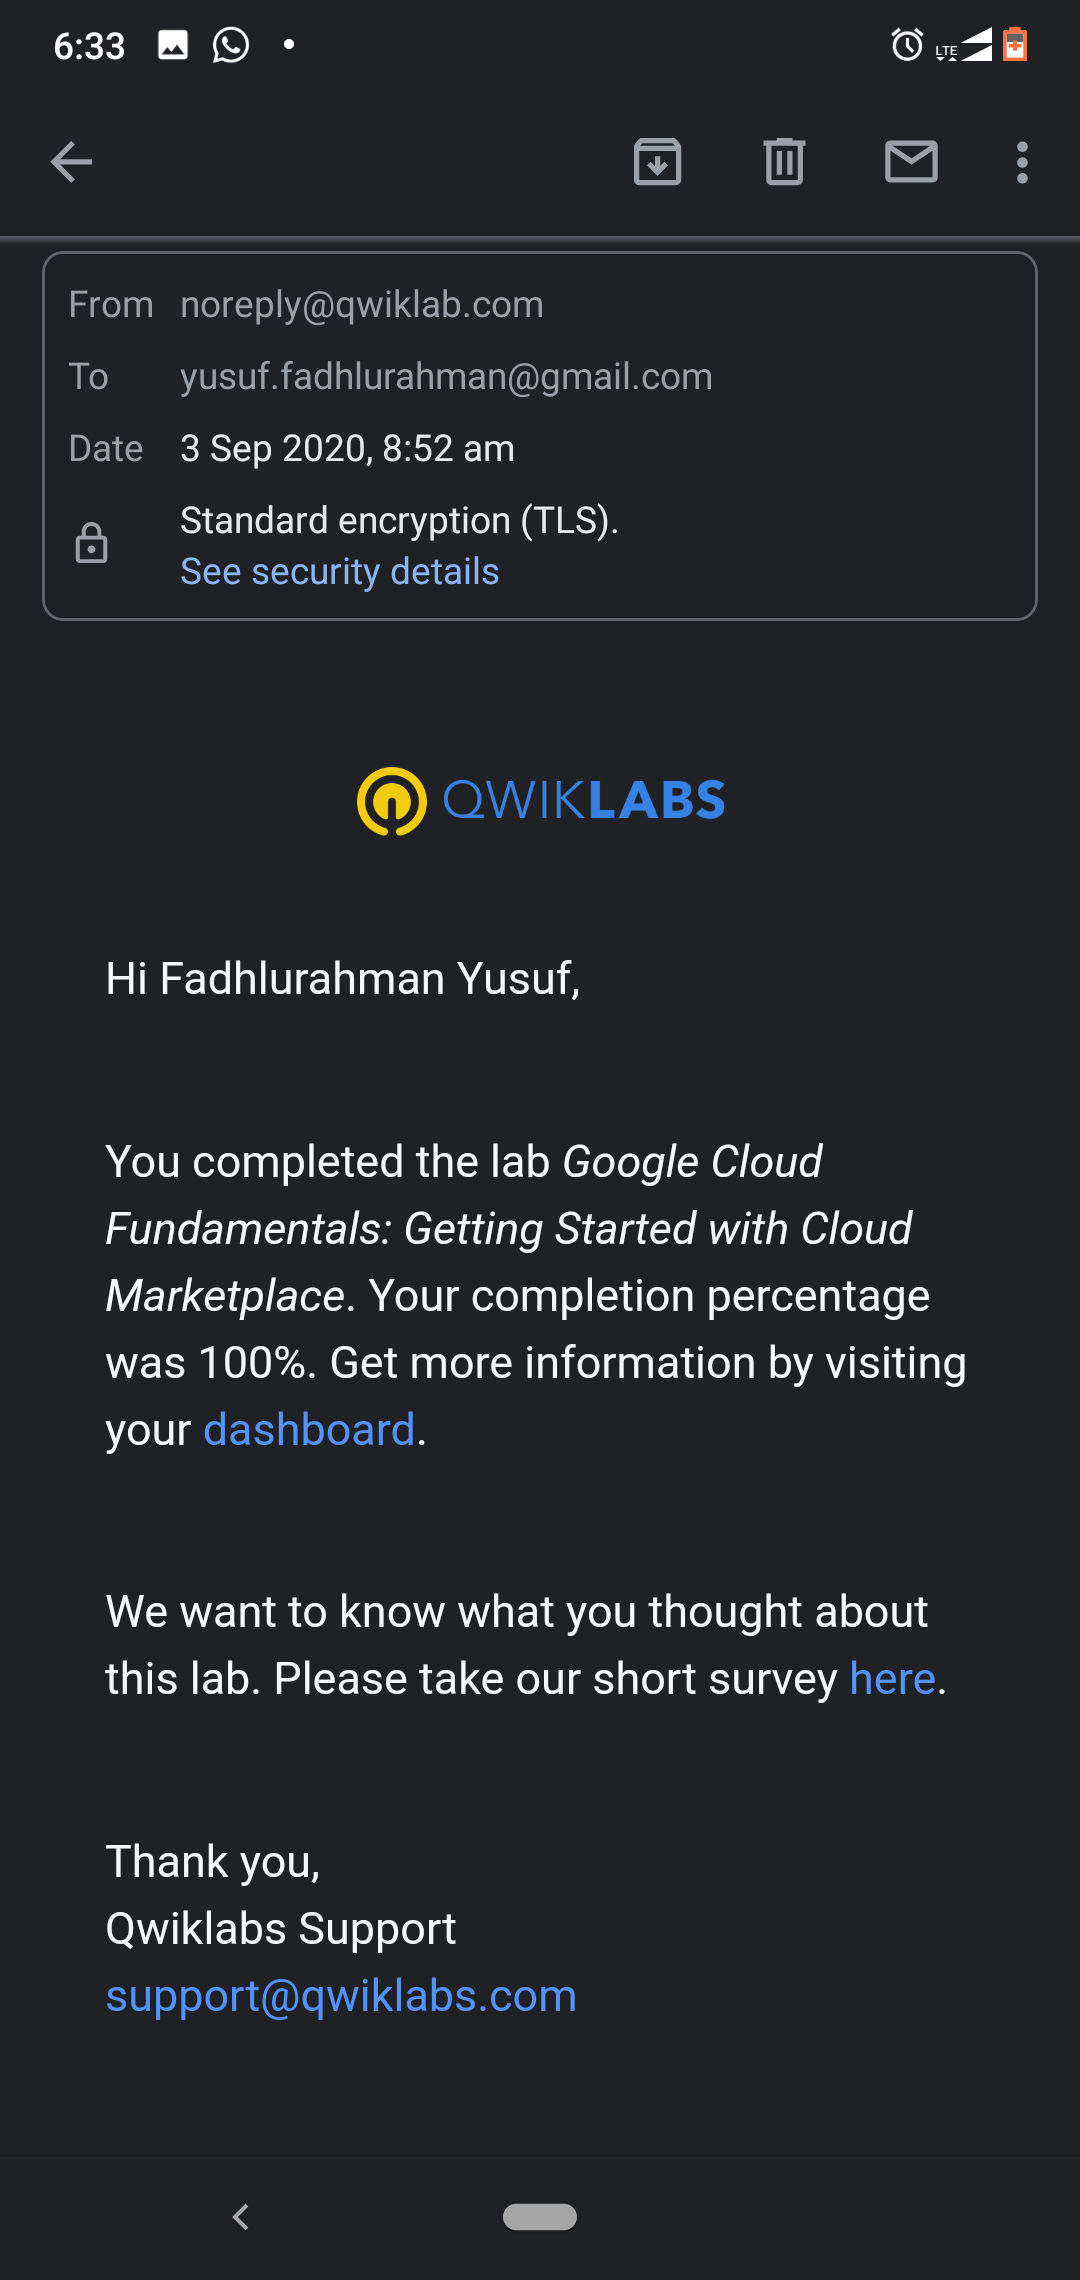 6:33
LTE
From noreply@qwiklab.com
To yusuf.fadhlurahman@gmail.com
Date 3 Sep 2020, 8:52 am
Standard encryption (TLS).
See security details
QWIKLABS
Hi Fadhlurahman Yusuf,
You completed the lab Google Cloud
Fundamentals: Getting Started with Cloud
Marketplace. Your completion percentage
was 100%. Get more information by visiting
your dashboard.
We want to know what you thought about
this lab. Please take our short survey here.
Thank you,
Qwiklabs Support
support@qwiklabs.com